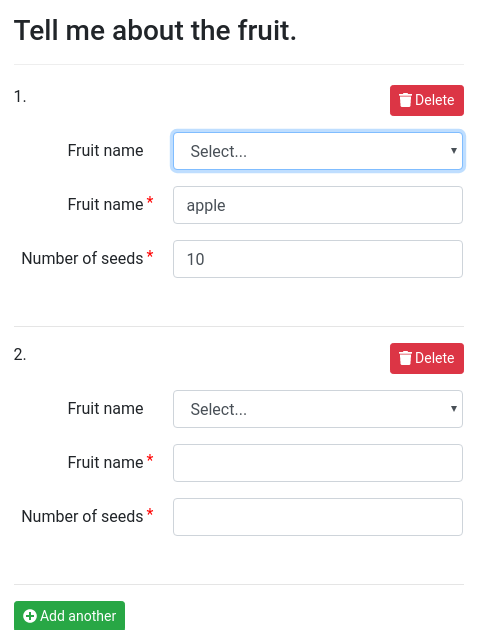 Tell me about the fruit.
1.
Delete
Fruit name Select...
Fruit name * apple
Number of seeds * 10
2.
Delete
Fruit name Select...
Fruit name *
Number of seeds *
Add another